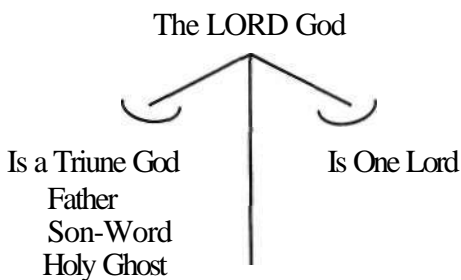 The LORD God
Is a Triune God
Is One Lord
Father
Son-Word
Holy Ghost